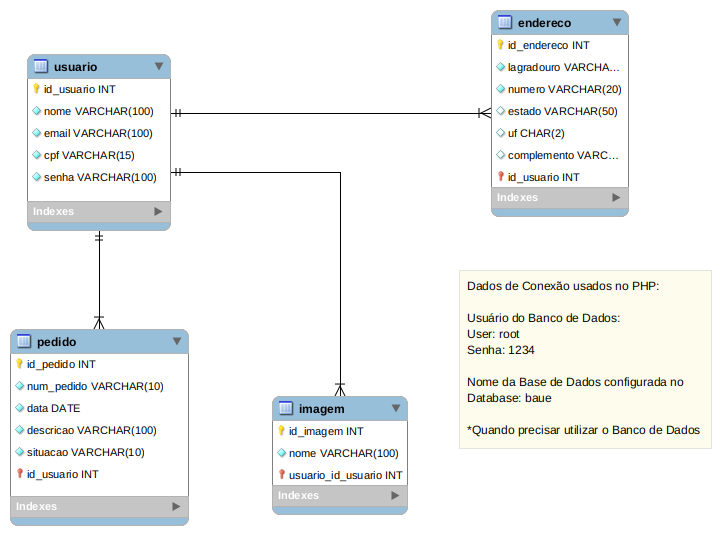 usuario
id_usuario INT
nome VARCHAR(100)
email VARCHAR(100)
cpf VARCHAR(15)
senha VARCHAR(100)
Indexes
endereco
id_endereco INT
lagradouro VARCHA...
numero VARCHAR(20)
estado VARCHAR(50)
uf CHAR(2)
complemento VARC...
id_usuario INT
Indexes
pedido
id_pedido INT
num_pedido VARCHAR(10)
data DATE
descricao VARCHAR(100)
situacao VARCHAR(10)
id_usuario INT
Indexes
imagem
id_imagem INT
nome VARCHAR(100)
usuario_id_usuario INT
Indexes
Dados de Conexão usados no PHP:
Usuário do Banco de Dados:
User: root
Senha: 1234
Nome da Base de Dados configurada no
Database: baue
*Quando precisar utilizar o Banco de Dados